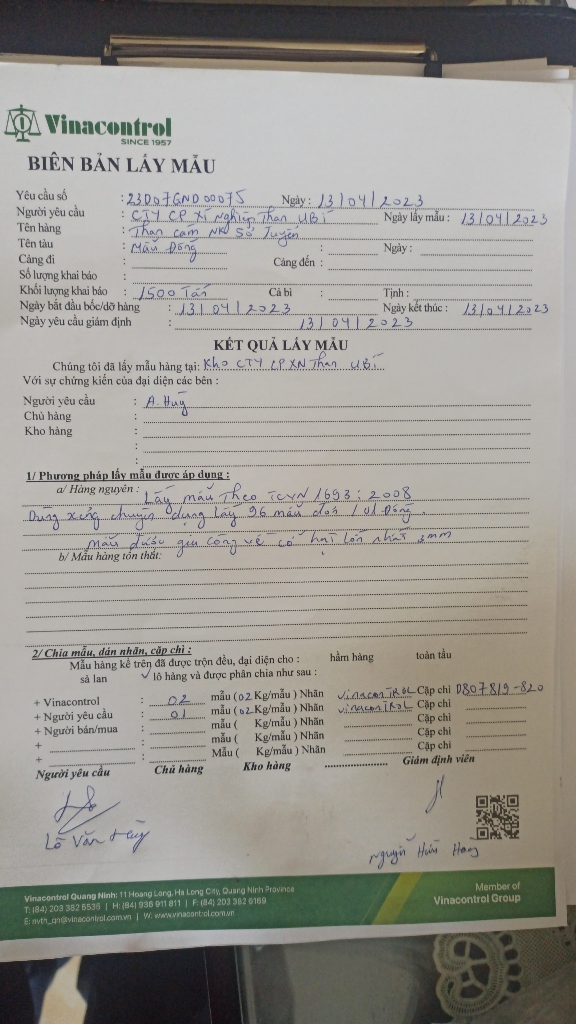 Vinacontrol
SINCE 1957
BIÊN BẢN LẤY MẪU
Yêu cầu số : 23D07GND00075 Ngày: 13/04/2023
Người yêu cầu : CTY CP Xí Nghiệp Than UBÍ Ngày lấy mẫu : 13/04/2023
Tên hàng : Than cám NK Sơ Tuyển
Tên tàu : Mẫu Đống : Ngày :
Cảng đi : Cảng đến :
Số lượng khai báo :
Khối lượng khai báo : 1500 Tấn Cả bì : Tịnh :
Ngày bắt đầu bốc/dỡ hàng : 13/04/2023 Ngày kết thúc : 13/04/2023
Ngày yêu cầu giám định : 13/04/2023
KẾT QUẢ LẤY MẪU
Chúng tôi đã lấy mẫu hàng tại: Kho CTY CP XN Than UBÍ
Với sự chứng kiến của đại diện các bên :
Người yêu cầu : A. Huy
Chủ hàng :
Kho hàng :
:
:
1/ Phương pháp lấy mẫu được áp dụng :
a/ Hàng nguyên : Lấy mẫu Theo TCVN 1693 : 2008
Dùng xẻng chuyên dụng lấy 96 mẫu đơn / 01 Đống.
Mẫu được gia công về cỡ hạt lớn nhất 3mm
b/ Mẫu hàng tổn thất:
2/ Chia mẫu, dán nhãn, cặp chì :
Mẫu hàng kể trên đã được trộn đều, đại diện cho : hầm hàng toàn tầu
sà lan ✓ lô hàng và được phân chia như sau :
+ Vinacontrol : 02 mẫu (02 Kg/mẫu ) Nhãn VinaconTROL Cặp chì D807819-820
+ Người yêu cầu : 01 mẫu (02 Kg/mẫu ) Nhãn VinaconTROL Cặp chì
+ Người bán/mua : mẫu ( Kg/mẫu ) Nhãn Cặp chì
+ : mẫu ( Kg/mẫu ) Nhãn Cặp chì
+ : Mẫu ( Kg/mẫu ) Nhãn Cặp chì
Người yêu cầu Chủ hàng Kho hàng Giám định viên
Lê Văn Huy
Nguyễn Hữu
Vinacontrol Quang Ninh: 11 Hoang Long, Ha Long City, Quang Ninh Province
T: (84) 203 382 5536 | H: (84) 936 911 811 | F: (84) 203 382 6169
E: nvth_qn@vinacontrol.com.vn | W: www.vinacontrol.com.vn
Member of
Vinacontrol Group